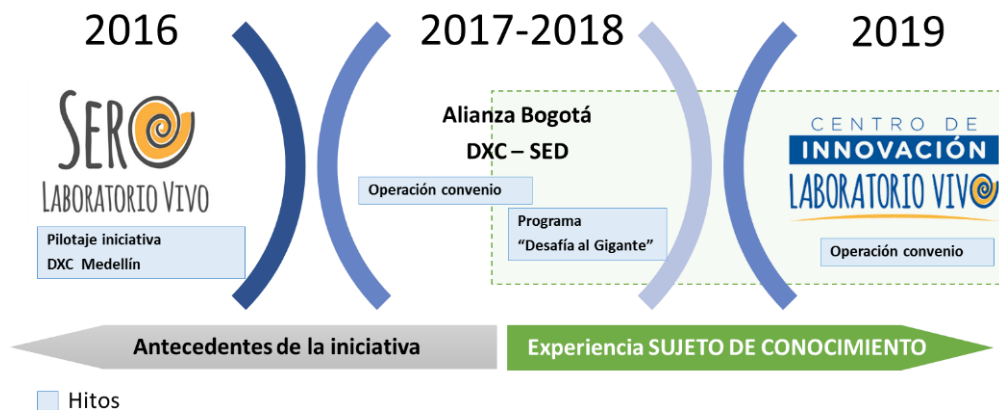 2016
SERO
LABORATORIO VIVO
Pilotaje iniciativa
DXC Medellín
2017-2018
Alianza Bogotá
DXC – SED
Operación convenio
Programa
“Desafía al Gigante”
2019
CENTRO DE
INNOVACIÓN
LABORATORIO VIVO
Operación convenio
Antecedentes de la iniciativa
Experiencia SUJETO DE CONOCIMIENTO
Hitos